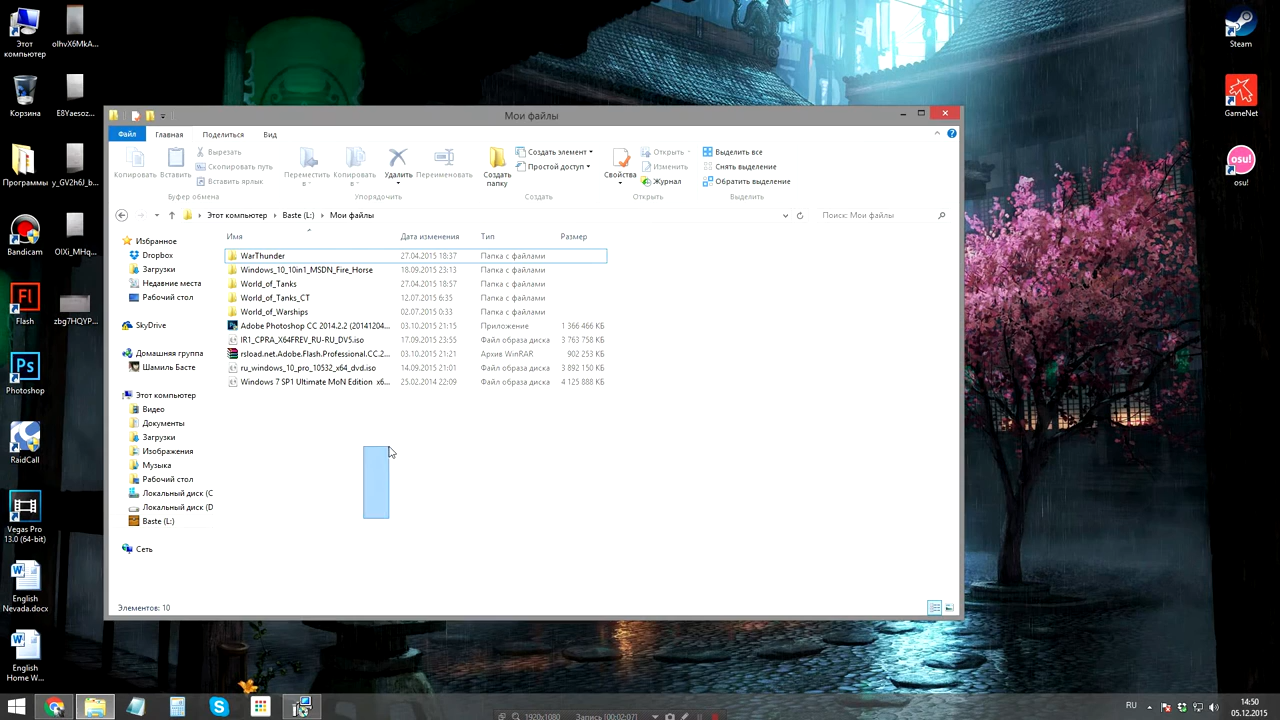 Этот компьютер
olhvX6MkA...
Корзина
E8Yaesoz...
Программы
y_GV2h6J_b...
Bandicam
OlXi_MHq...
Flash
zbg7HQYP...
Photoshop
RaidCall
Vegas Pro 13.0 (64-bit)
English Nevada.docx
English Home W...
Steam
GameNet
osu!
osu!
Мои файлы
Файл
Главная
Поделиться
Вид
Копировать
Вставить
Вырезать
Скопировать путь
Вставить ярлык
Буфер обмена
Переместить в
Копировать в
Удалить
Переименовать
Упорядочить
Создать папку
Создать элемент
Простой доступ
Создать
Свойства
Открыть
Изменить
Журнал
Открыть
Выделить все
Снять выделение
Обратить выделение
Выделить
Этот компьютер
Baste (L:)
Мои файлы
Поиск: Мои файлы
Имя Дата изменения Тип Размер
WarThunder 27.04.2015 18:37 Папка с файлами
Windows_10_10in1_MSDN_Fire_Horse 18.09.2015 23:13 Папка с файлами
World_of_Tanks 27.04.2015 18:57 Папка с файлами
World_of_Tanks_CT 12.07.2015 6:35 Папка с файлами
World_of_Warships 02.07.2015 0:33 Папка с файлами
Adobe Photoshop CC 2014.2.2 (20141204... 03.10.2015 21:15 Приложение 1 366 466 КБ
IR1_CPRA_X64FREV_RU-RU_DV5.iso 17.09.2015 23:55 Файл образа диска 3 763 758 КБ
rsload.net.Adobe.Flash.Professional.CC.2... 03.10.2015 21:21 Архив WinRAR 902 253 КБ
ru_windows_10_pro_10532_x64_dvd.iso 14.09.2015 21:01 Файл образа диска 3 892 150 КБ
Windows 7 SP1 Ultimate MoN Edition x6... 25.02.2014 22:09 Файл образа диска 4 125 888 КБ
Избранное
Dropbox
Загрузки
Недавние места
Рабочий стол
SkyDrive
Домашняя группа
Шамиль Басте
Этот компьютер
Видео
Документы
Загрузки
Изображения
Музыка
Рабочий стол
Локальный диск (C
Локальный диск (D
Baste (L:)
Сеть
Элементов: 10
1920x1080 Запись [00:02:07]
RU
14:50
05.12.2015